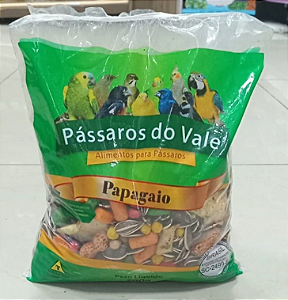 Pássaros do Vale
Alimentos para Pássaros
Papagaio
Peso Líquido